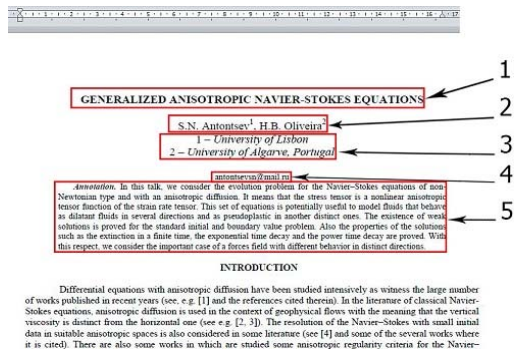 GENERALIZED ANISOTROPIC NAVIER-STOKES EQUATIONS
S.N. Antontsev1, H.B. Oliveira2
1 – University of Lisbon
2 – University of Algarve, Portugal
antontsevsn@mail.ru
Annotation. In this talk, we consider the evolution problem for the Navier–Stokes equations of non-
Newtonian type and with an anisotropic diffusion. It means that the stress tensor is a nonlinear anisotropic
tensor function of the strain rate tensor. This set of equations is potentially useful to model fluids that behave
as dilatant fluids in several directions and as pseudoplastic in another distinct ones. The existence of weak
solutions is proved for the standard initial and boundary value problem. Also the properties of the solutions
such as the extinction in a finite time, the exponential time decay and the power time decay are proved. With
this respect, we consider the important case of a forces field with different behavior in distinct directions.
INTRODUCTION
Differential equations with anisotropic diffusion have been studied intensively as witness the large number
of works published in recent years (see, e.g. [1] and the references cited therein). In the literature of classical Navier-
Stokes equations, anisotropic diffusion is used in the context of geophysical flows with the meaning that the vertical
viscosity is distinct from the horizontal one (see e.g. [2, 3]). The resolution of the Navier–Stokes with small initial
data in suitable anisotropic spaces is also considered in some literature (see [4] and some of the several works where
it is cited). There are also some works in which are studied some anisotropic regularity criteria for the Navier–
1
2
3
4
5